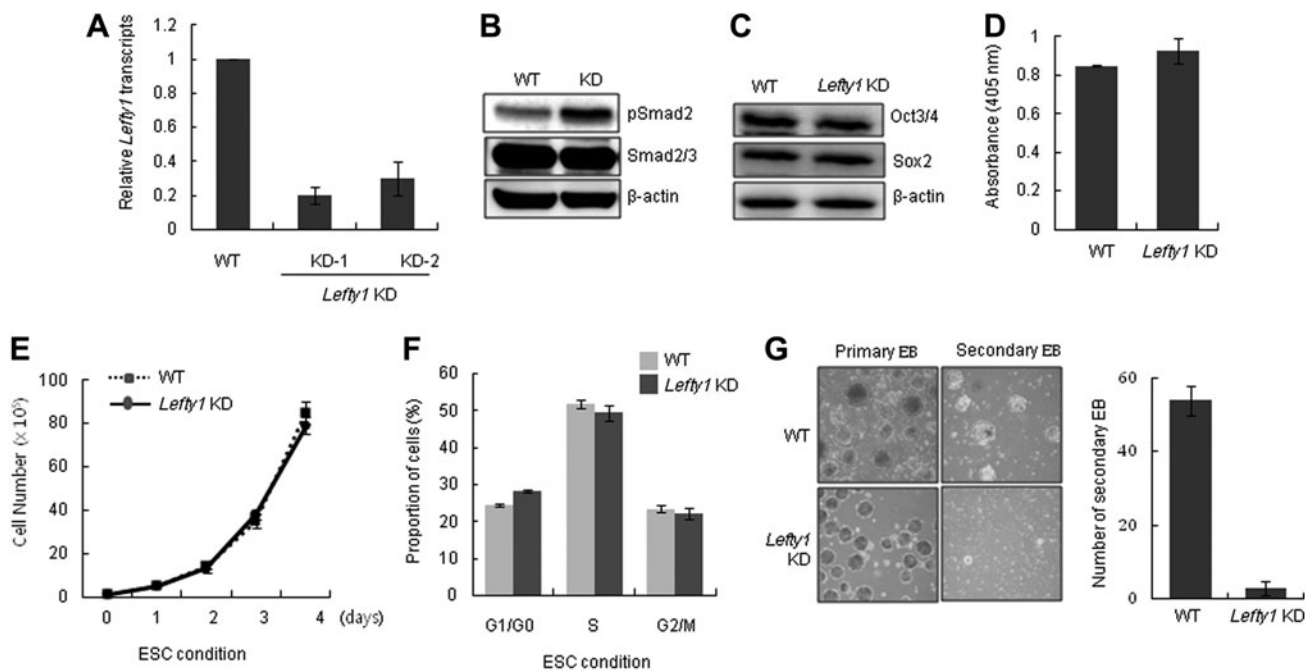 A
Relative Lefty1 transcripts
1.2
1
0.8
0.6
0.4
0.2
0
WT
KD-1
KD-2
Lefty1 KD
B
WT
KD
pSmad2
Smad2/3
β-actin
C
WT
Lefty1 KD
Oct3/4
Sox2
β-actin
D
Absorbance (405 nm)
1
0.8
0.6
0.4
0.2
0
WT
Lefty1 KD
E
WT
Lefty1 KD
Cell Number (x 10⁵)
100
80
60
40
20
0
0 1 2 3 4 (days)
ESC condition
F
WT
Lefty1 KD
Proportion of cells (%)
60
50
40
30
20
10
0
G1/G0 S G2/M
ESC condition
G
Primary EB
Secondary EB
WT
Lefty1
KD
Number of secondary EB
60
40
20
0
WT
Lefty1 KD